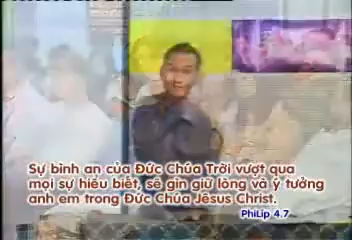 Sự bình an của Đức Chúa Trời vượt qua
mọi sự hiểu biết, sẽ gìn giữ lòng và ý tưởng
anh em trong Đức Chúa Jêsus Christ.
PhiLip 4.7